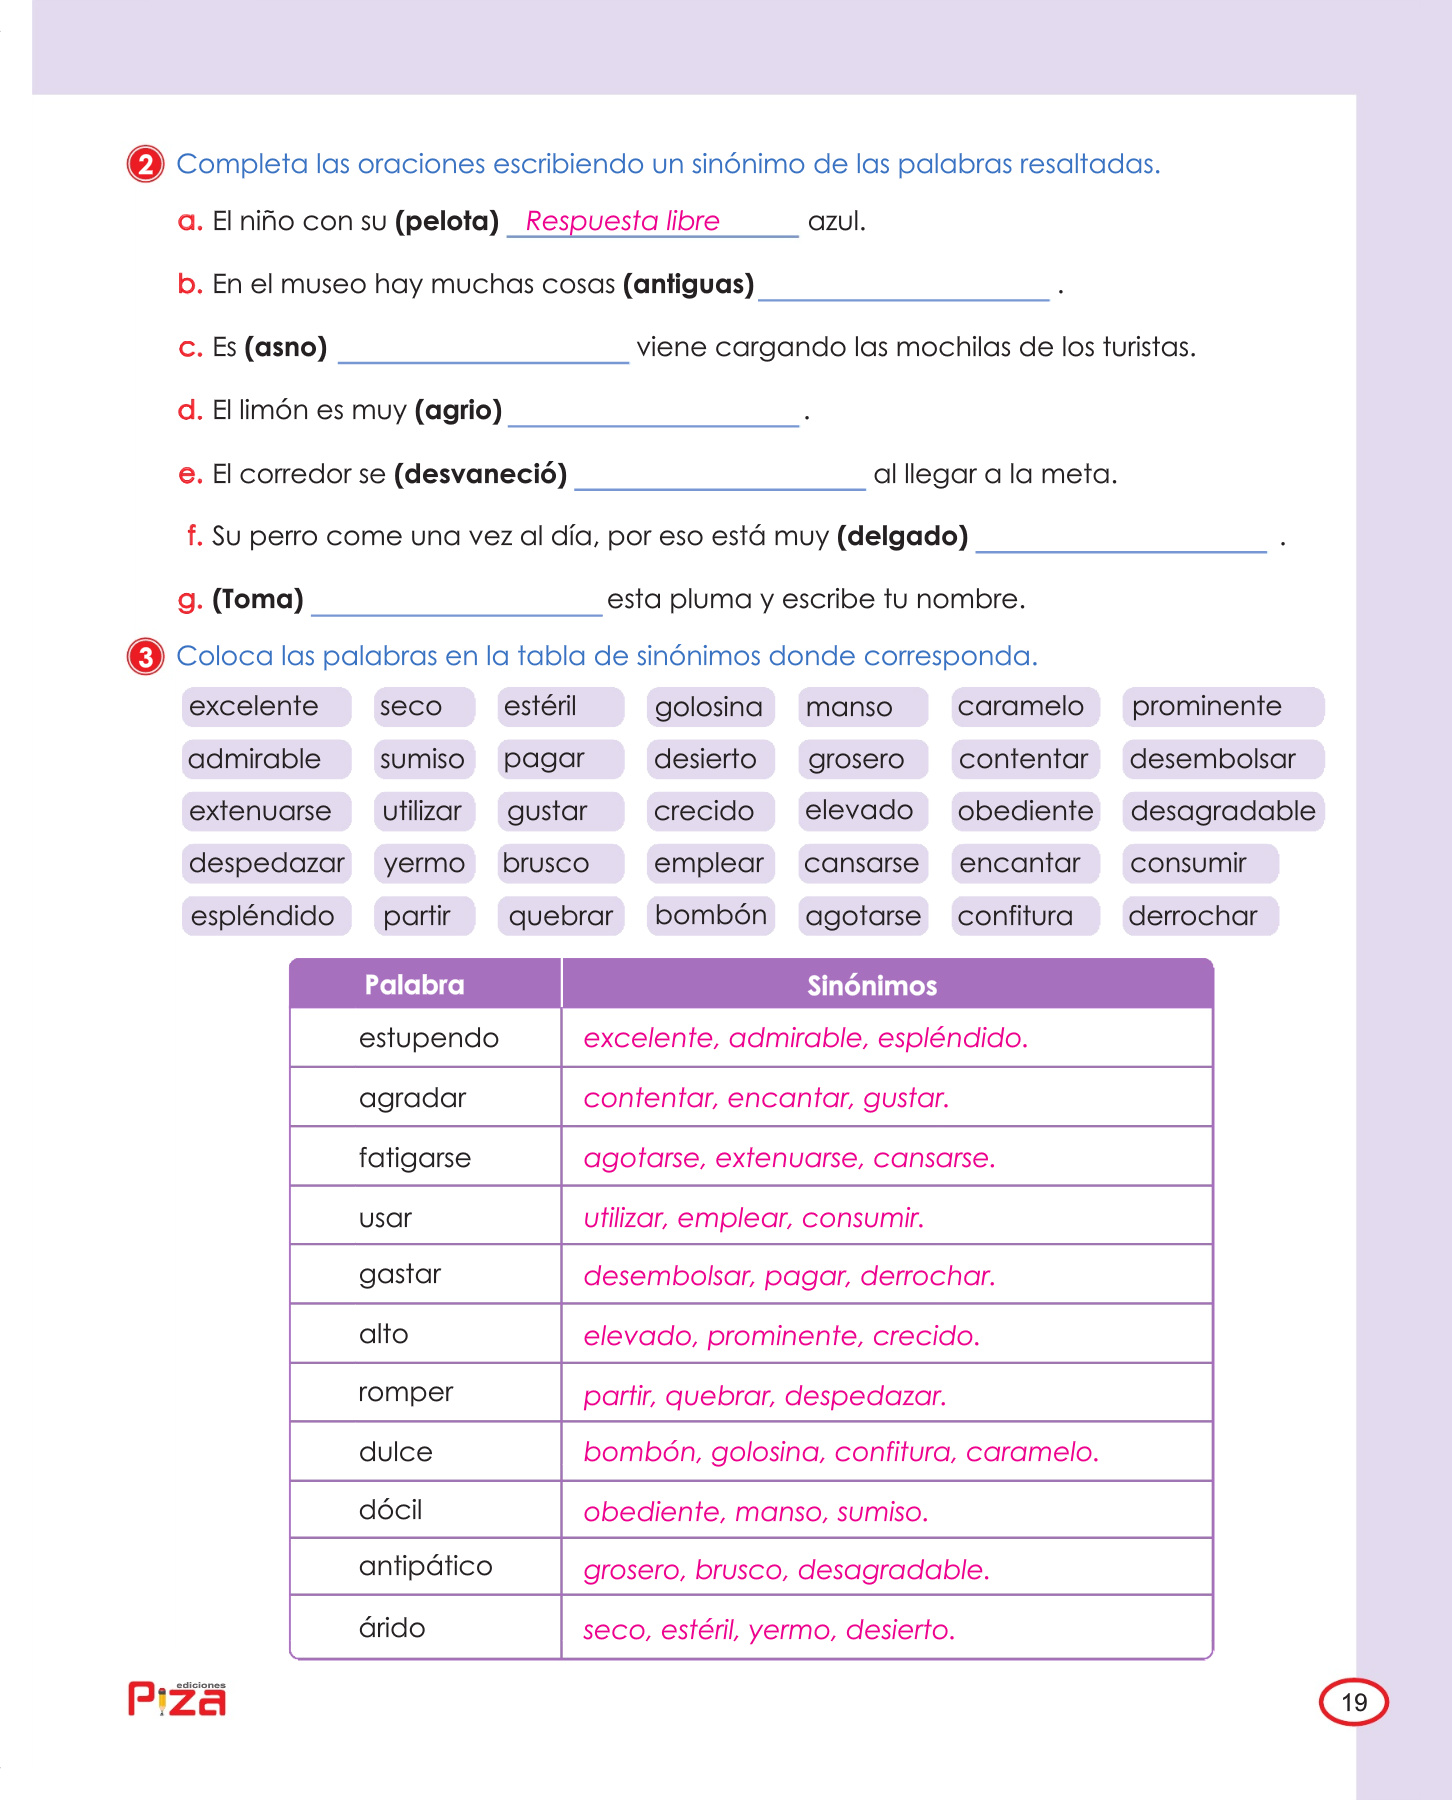 2 Completa las oraciones escribiendo un sinónimo de las palabras resaltadas.
a. El niño con su (pelota) Respuesta libre azul.
b. En el museo hay muchas cosas (antiguas) .
c. Es (asno) viene cargando las mochilas de los turistas.
d. El limón es muy (agrio) .
e. El corredor se (desvaneció) al llegar a la meta.
f. Su perro come una vez al día, por eso está muy (delgado) .
g. (Toma) esta pluma y escribe tu nombre.
3 Coloca las palabras en la tabla de sinónimos donde corresponda.
excelente seco estéril golosina manso caramelo prominente
admirable sumiso pagar desierto grosero contentar desembolsar
extenuarse utilizar gustar crecido elevado obediente desagradable
despedazar yermo brusco emplear cansarse encantar consumir
espléndido partir quebrar bombón agotarse confitura derrochar
Palabra Sinónimos
estupendo excelente, admirable, espléndido.
agradar contentar, encantar, gustar.
fatigarse agotarse, extenuarse, cansarse.
usar utilizar, emplear, consumir.
gastar desembolsar, pagar, derrochar.
alto elevado, prominente, crecido.
romper partir, quebrar, despedazar.
dulce bombón, golosina, confitura, caramelo.
dócil obediente, manso, sumiso.
antipático grosero, brusco, desagradable.
árido seco, estéril, yermo, desierto.
ediciones
Piza
19